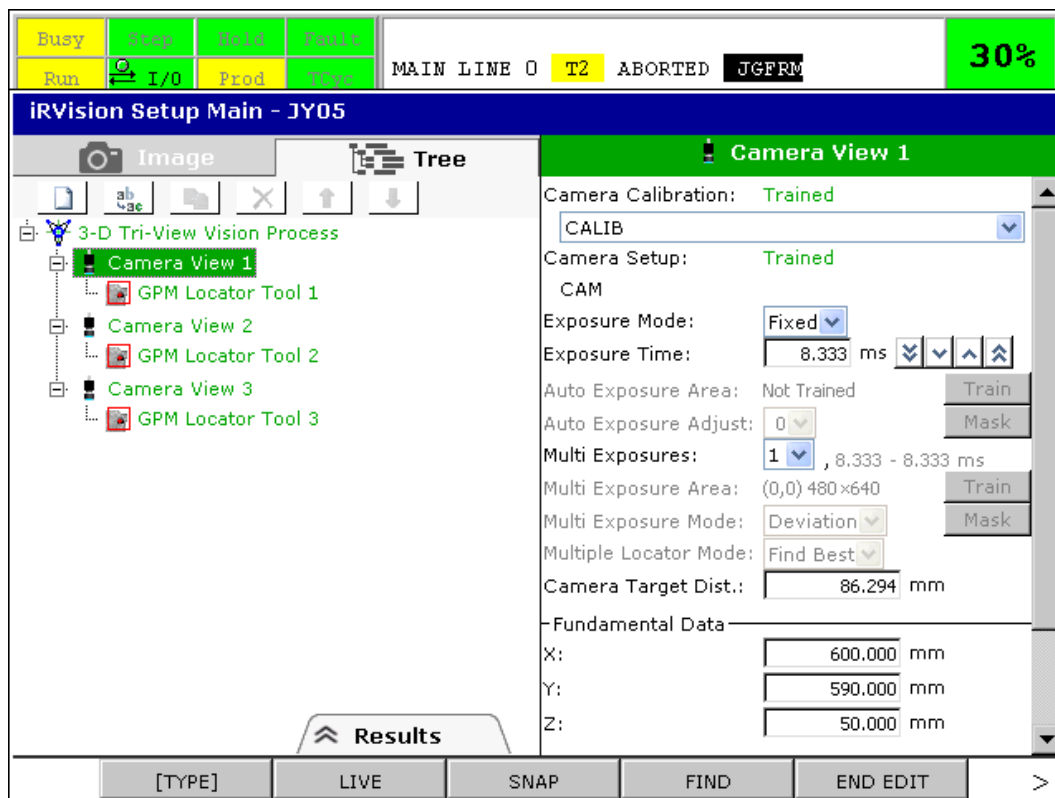 Busy Step Hold Fault
Run I/O Prod TCyc
MAIN LINE 0 T2 ABORTED JGFRM
30%
iRVision Setup Main - JY05
Image
Tree
Camera View 1
3-D Tri-View Vision Process
Camera View 1
GPM Locator Tool 1
Camera View 2
GPM Locator Tool 2
Camera View 3
GPM Locator Tool 3
Camera Calibration: Trained
CALIB
Camera Setup: Trained
CAM
Exposure Mode: Fixed
Exposure Time: 8.333 ms
Auto Exposure Area: Not Trained Train
Auto Exposure Adjust: 0 Mask
Multi Exposures: 1 , 8.333 - 8.333 ms
Multi Exposure Area: (0,0) 480×640 Train
Multi Exposure Mode: Deviation Mask
Multiple Locator Mode: Find Best
Camera Target Dist.: 86.294 mm
Fundamental Data
X: 600.000 mm
Y: 590.000 mm
Z: 50.000 mm
Results
[TYPE] LIVE SNAP FIND END EDIT >